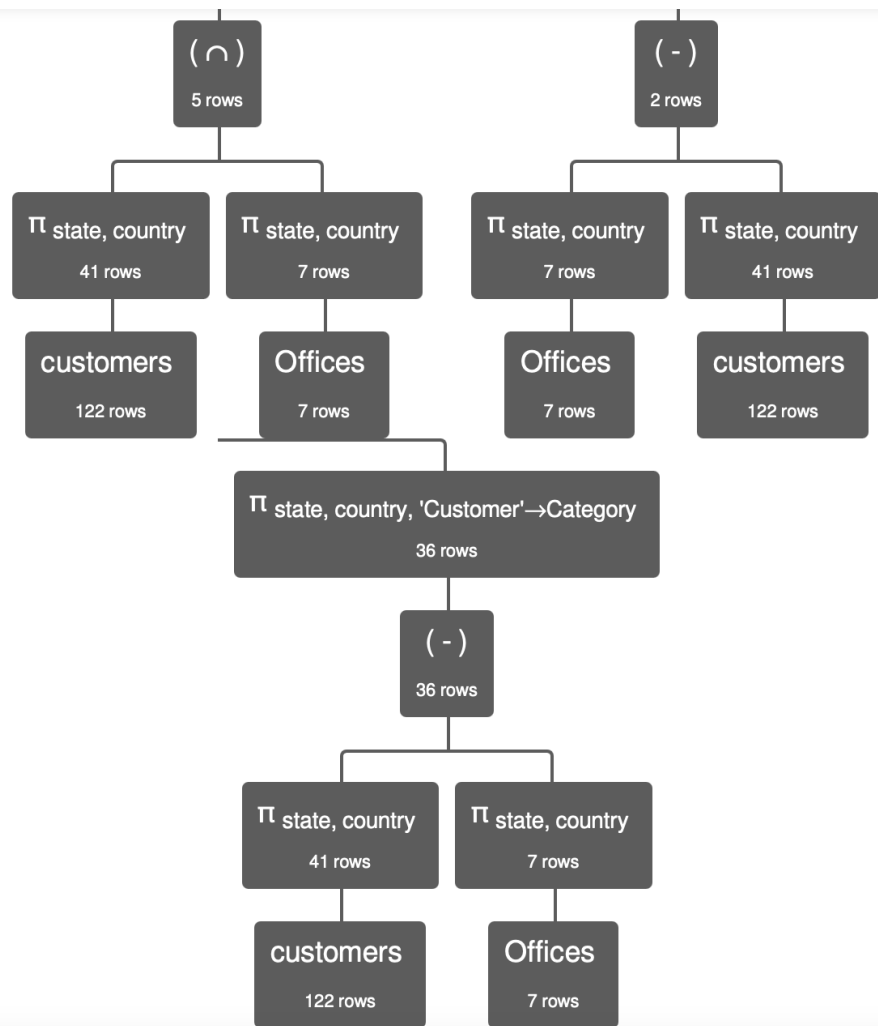 (∩)
5 rows
(-)
2 rows
π state, country
41 rows
π state, country
7 rows
π state, country
7 rows
π state, country
41 rows
customers
122 rows
Offices
7 rows
Offices
7 rows
customers
122 rows
π state, country, 'Customer'→Category
36 rows
(-)
36 rows
π state, country
41 rows
π state, country
7 rows
customers
122 rows
Offices
7 rows